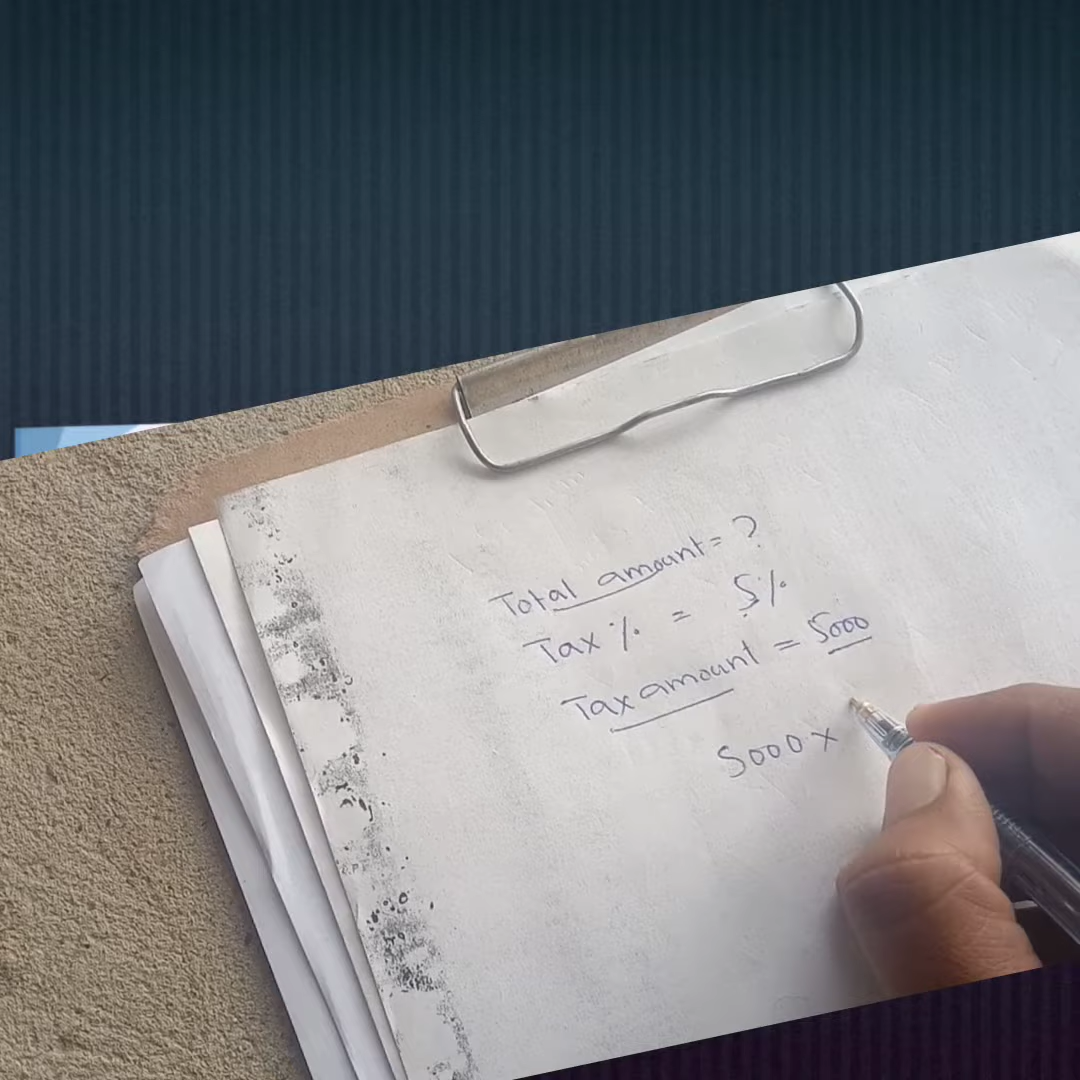 Total amount = ?
Tax % = 5%
Tax amount = 5000
5000 x